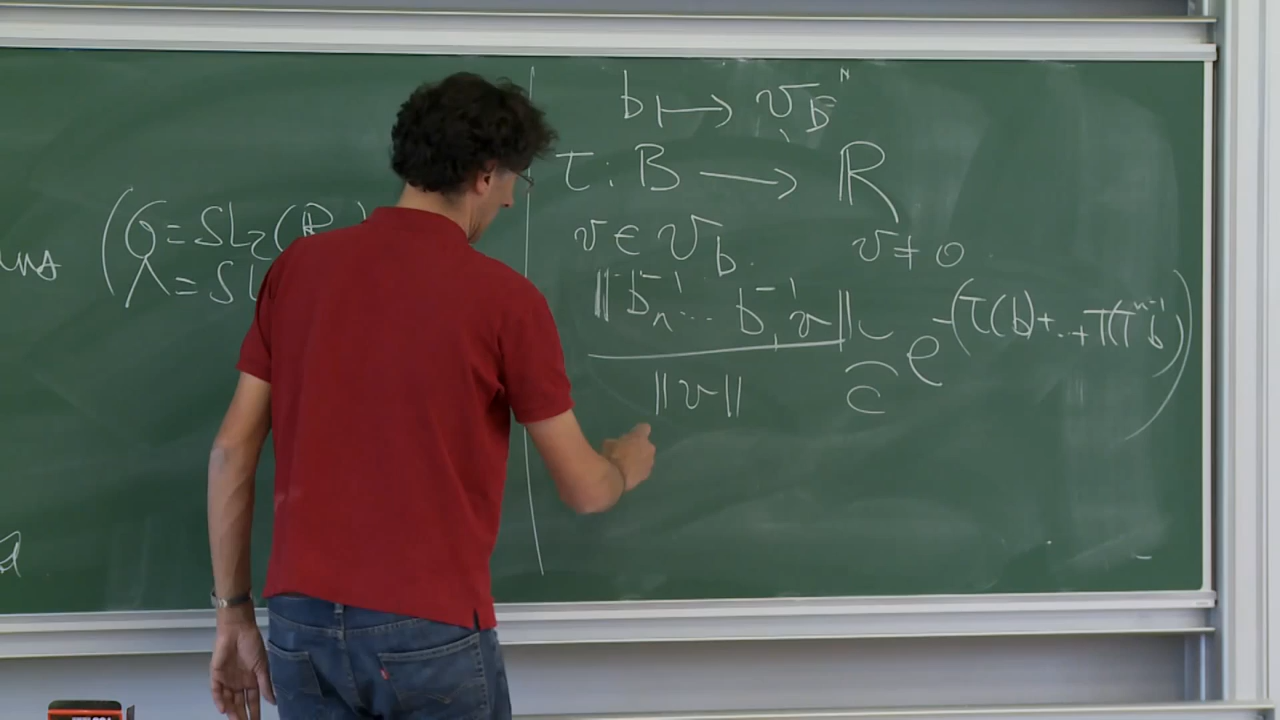 (G = SL₂(R)
Λ = SL
b ⟼ V_b
τ : B ⟶ R
v ∈ V_b v ≠ 0
‖b_n^{-1} ... b_1^{-1} v‖ / ‖v‖ ≍ e^{-(τ(b) + ... + τ(T^{n-1} b))}
c